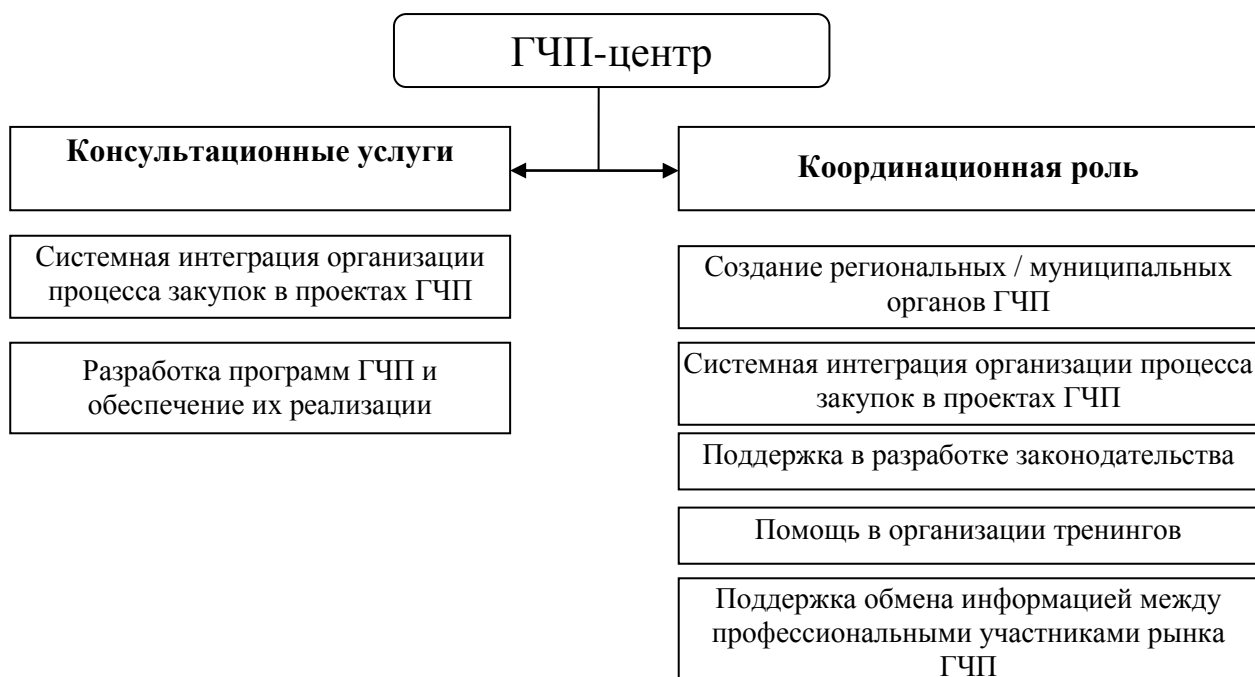 ГЧП-центр
Консультационные услуги
Системная интеграция организации
процесса закупок в проектах ГЧП
Разработка программ ГЧП и
обеспечение их реализации
Координационная роль
Создание региональных / муниципальных
органов ГЧП
Системная интеграция организации процесса
закупок в проектах ГЧП
Поддержка в разработке законодательства
Помощь в организации тренингов
Поддержка обмена информацией между
профессиональными участниками рынка
ГЧП